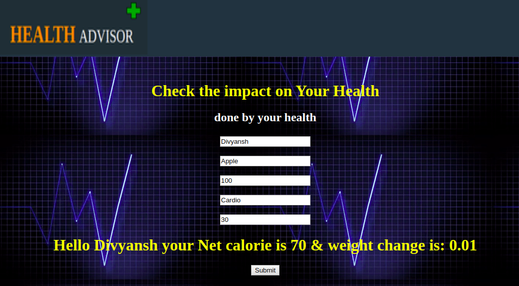 HEALTH ADVISOR
Check the impact on Your Health
done by your health
Divyansh
Apple
100
Cardio
30
Hello Divyansh your Net calorie is 70 & weight change is: 0.01
Submit